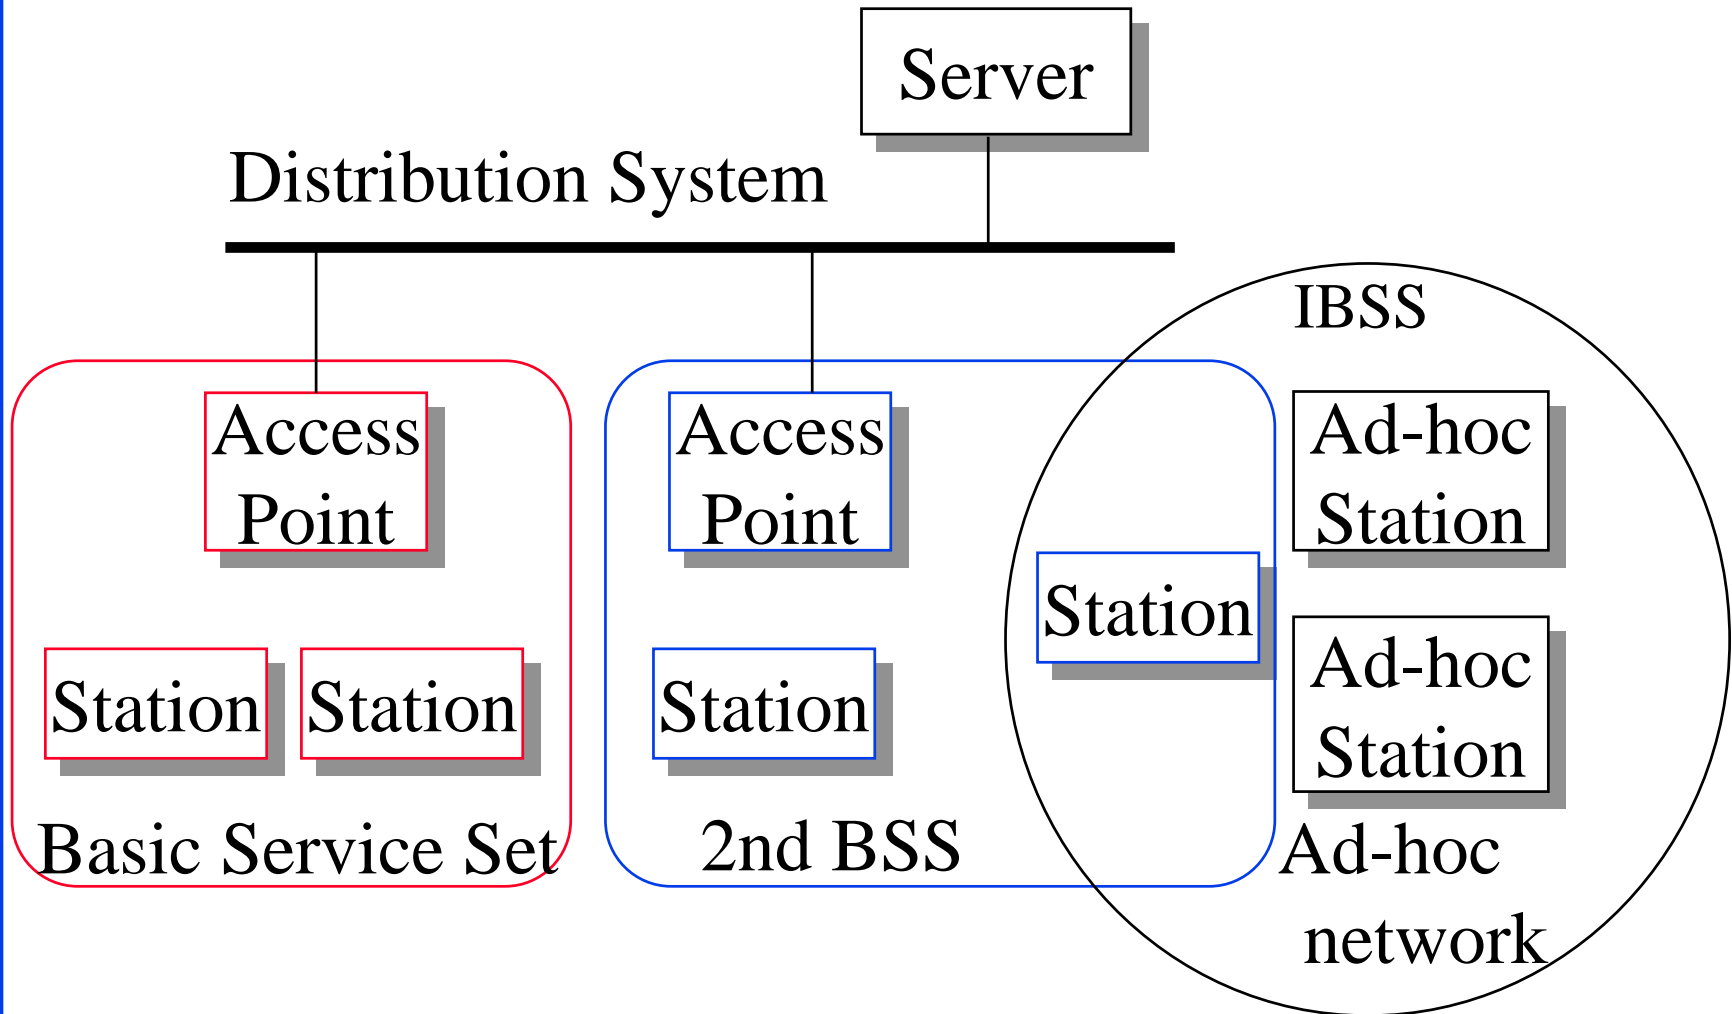 Server
Distribution System
IBSS
Access
Point
Access
Point
Ad-hoc
Station
Station
Station
Station
Station
Ad-hoc
Station
Basic Service Set
2nd BSS
Ad-hoc
network